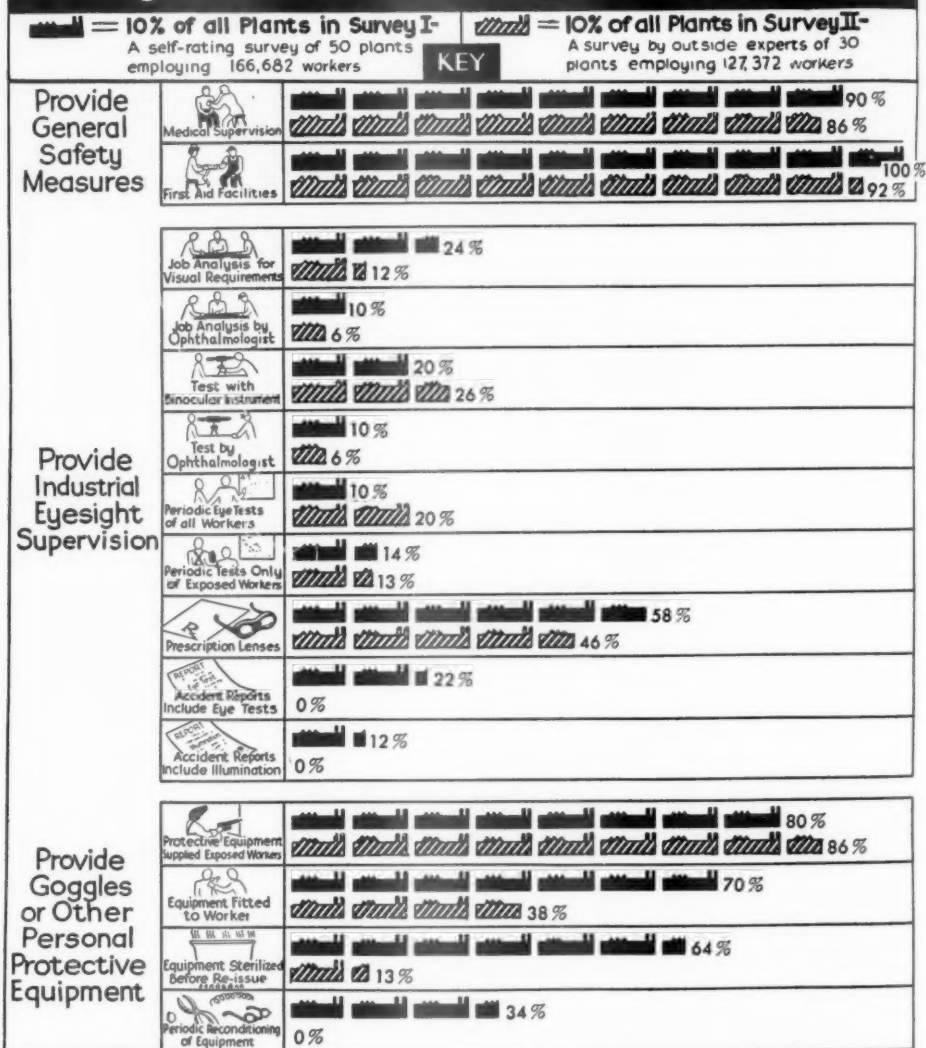 = 10% of all Plants in Survey I-
A self-rating survey of 50 plants
employing 166,682 workers
KEY
= 10% of all Plants in Survey II-
A survey by outside experts of 30
plants employing 127,372 workers
Provide
General
Safety
Measures
Medical Supervision
90%
86%
First Aid Facilities
100%
92%
Provide
Industrial
Eyesight
Supervision
Job Analysis for
Visual Requirements
24%
12%
Job Analysis by
Ophthalmologist
10%
6%
Test with
Binocular Instrument
20%
26%
Test by
Ophthalmologist
10%
6%
Periodic Eye Tests
of all Workers
10%
20%
Periodic Tests Only
of Exposed Workers
14%
13%
Prescription Lenses
58%
46%
REPORT
Accident Reports
Include Eye Tests
22%
0%
REPORT
Illumination
Accident Reports
Include Illumination
12%
0%
Provide
Goggles
or Other
Personal
Protective
Equipment
Protective Equipment
Supplied Exposed Workers
80%
86%
Equipment Fitted
to Worker
70%
38%
Equipment Sterilized
Before Re-issue
64%
13%
Periodic Reconditioning
of Equipment
34%
0%